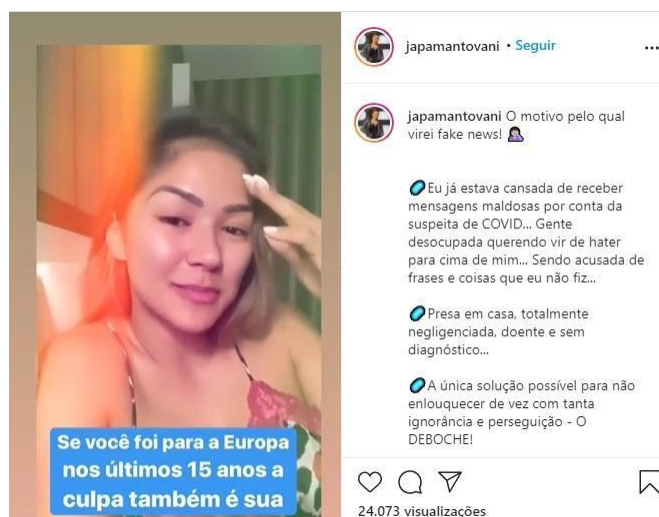 japamantovani • Seguir
japamantovani O motivo pelo qual
virei fake news! 🤦🏻‍♀️
Eu já estava cansada de receber
mensagens maldosas por conta da
suspeita de COVID... Gente
desocupada querendo vir de hater
para cima de mim... Sendo acusada de
frases e coisas que eu não fiz...
Presa em casa, totalmente
negligenciada, doente e sem
diagnóstico...
A única solução possível para não
enlouquecer de vez com tanta
ignorância e perseguição - O
DEBOCHE!
24.073 visualizações
Se você foi para a Europa
nos últimos 15 anos a
culpa também é sua